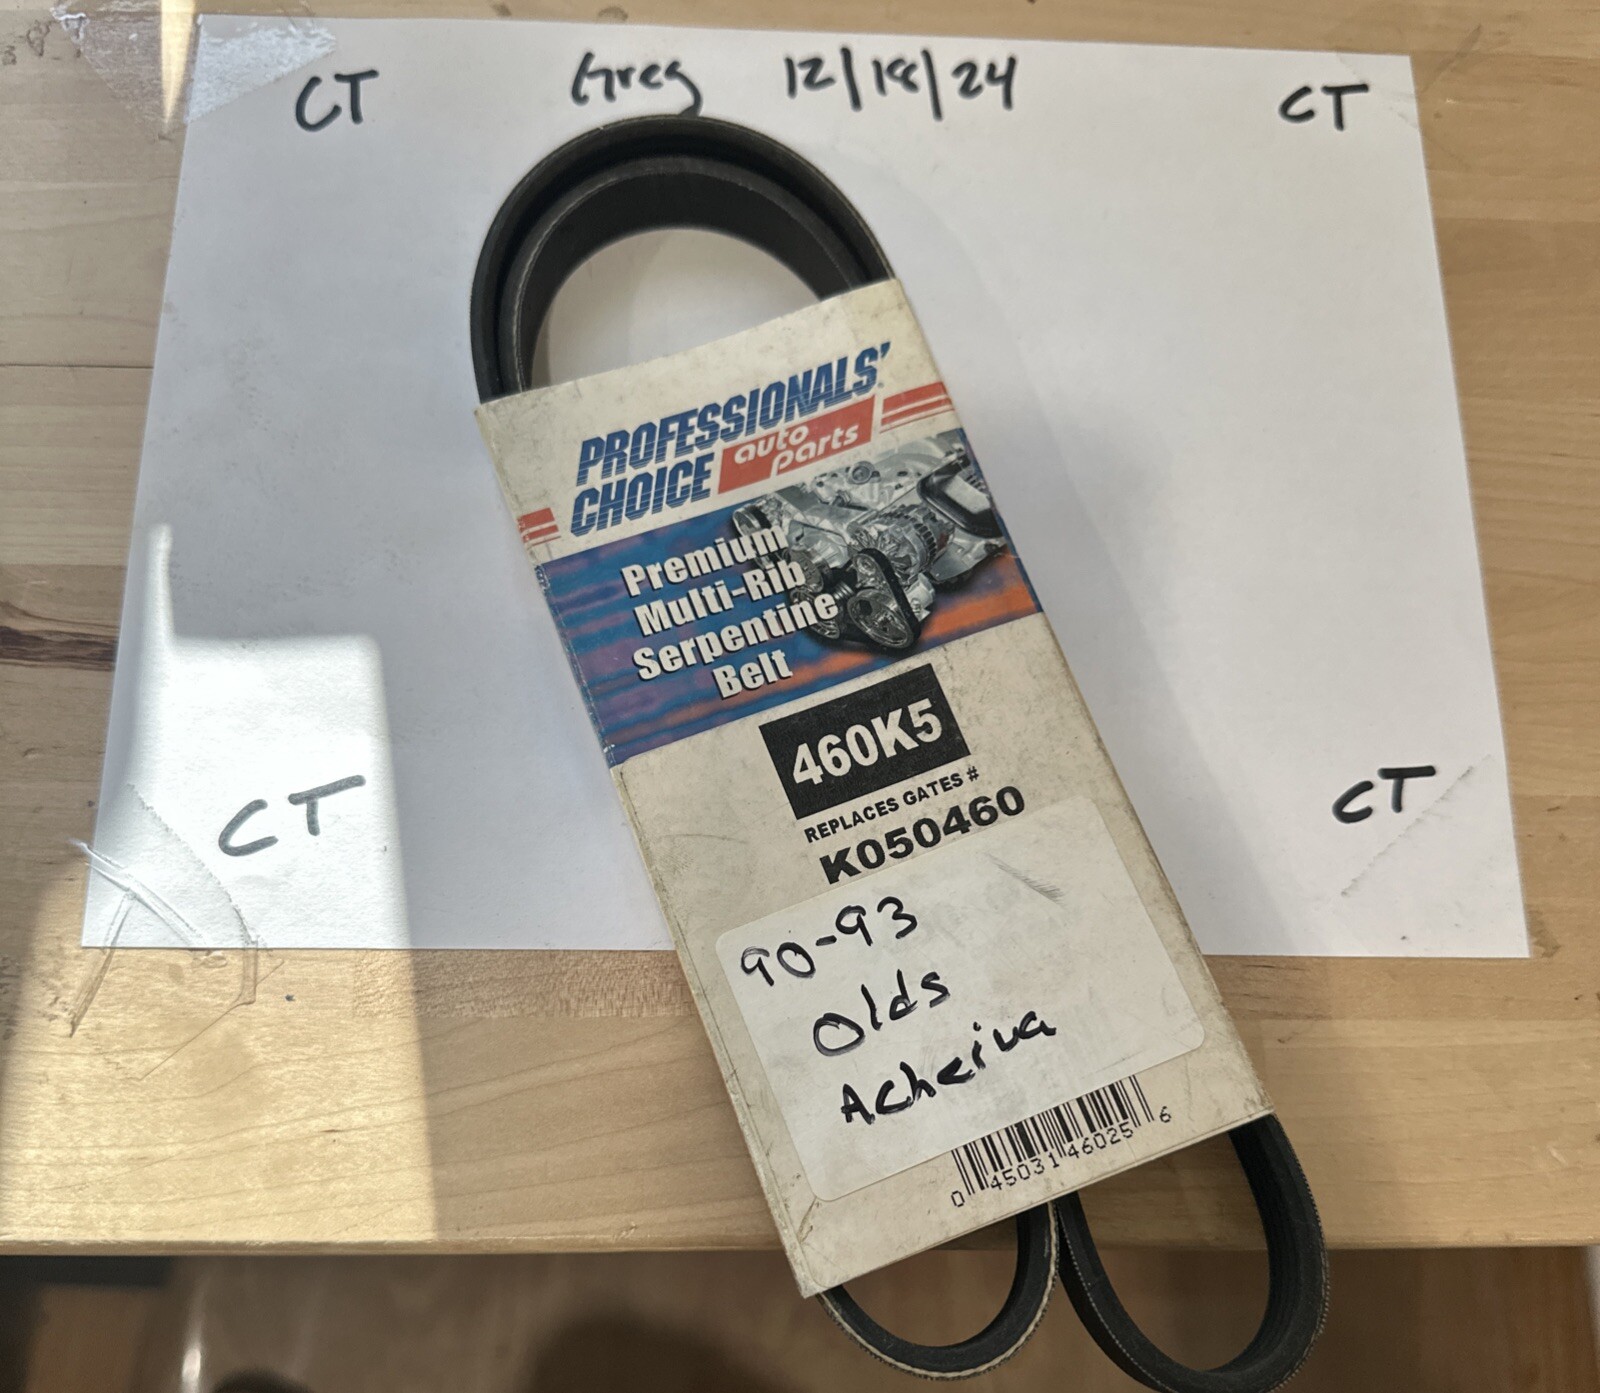 CT Greg 12/18/24 CT
PROFESSIONALS'
CHOICE auto parts
Premium
Multi-Rib
Serpentine
Belt
460K5
REPLACES GATES #
K050460
CT
CT
90-93
Olds
Acheiva
0 45031 46025 6